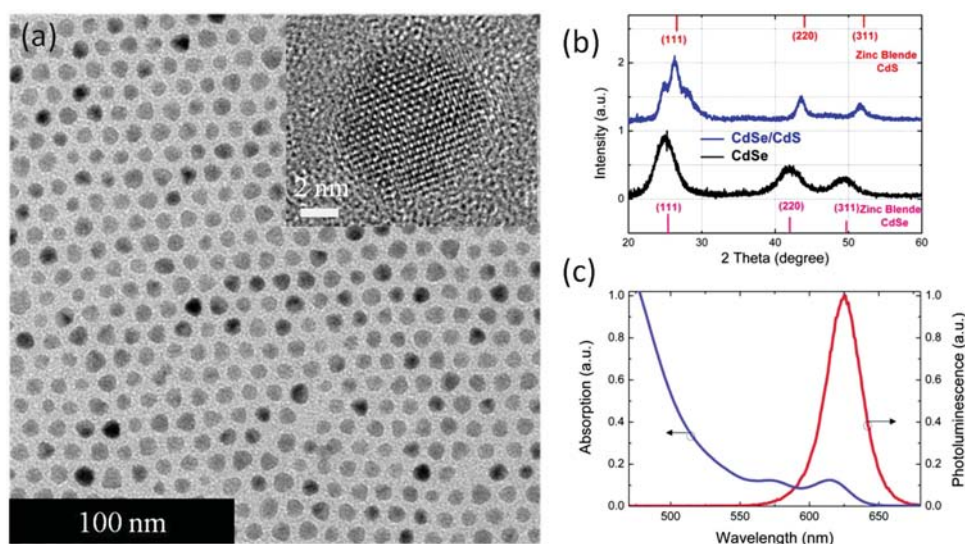 (a)
2 nm
100 nm
(b)
(111)
(220)
(311)
Zinc Blende
CdS
2
1
0
Intensity (a.u.)
CdSe/CdS
CdSe
(111)
(220)
(311)
Zinc Blende
CdSe
20 30 40 50 60
2 Theta (degree)
(c)
1.0
0.8
0.6
0.4
0.2
0.0
Absorption (a.u.)
1.0
0.8
0.6
0.4
0.2
0.0
Photoluminescence (a.u.)
500 550 600 650
Wavelength (nm)